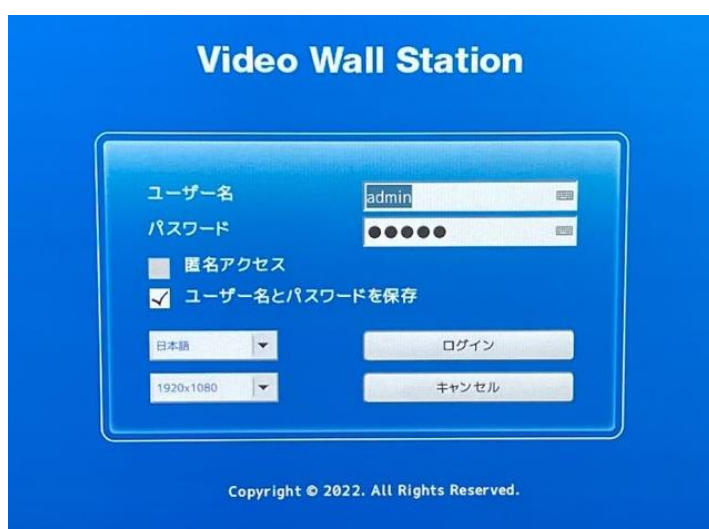 Video Wall Station
ユーザー名 admin
パスワード ●●●●●
匿名アクセス
ユーザー名とパスワードを保存
日本語 ログイン
1920x1080 キャンセル
Copyright © 2022. All Rights Reserved.